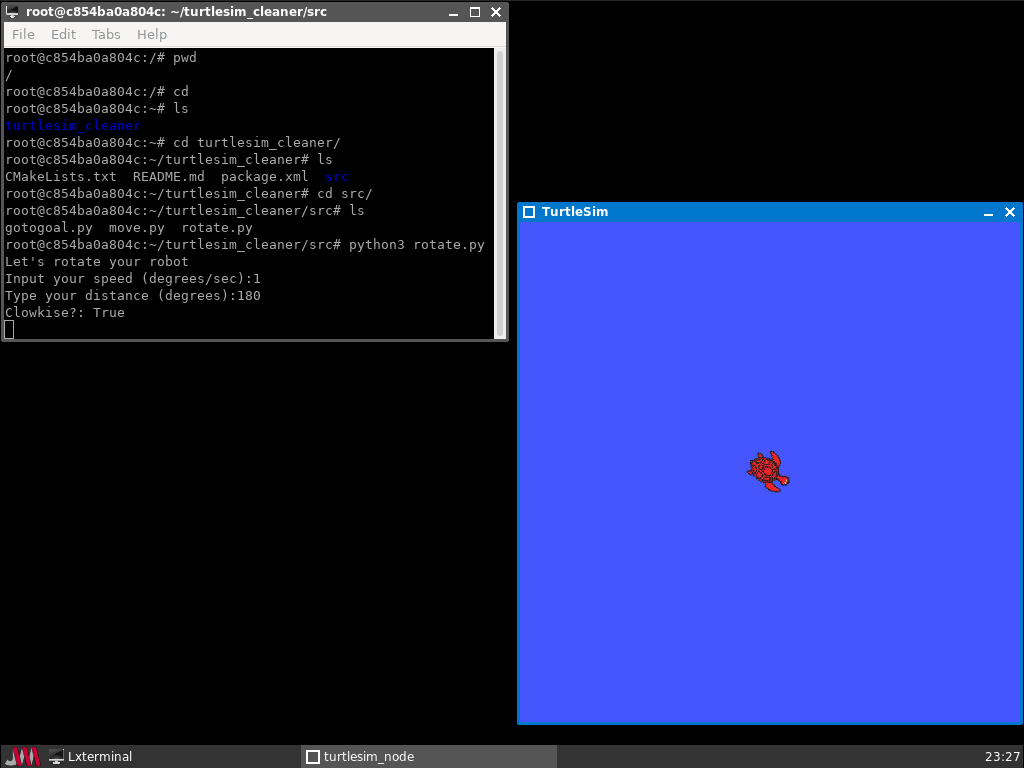 root@c854ba0a804c: ~/turtlesim_cleaner/src
File Edit Tabs Help
root@c854ba0a804c:/# pwd
/
root@c854ba0a804c:/# cd
root@c854ba0a804c:~# ls
turtlesim_cleaner
root@c854ba0a804c:~# cd turtlesim_cleaner/
root@c854ba0a804c:~/turtlesim_cleaner# ls
CMakeLists.txt  README.md  package.xml  src
root@c854ba0a804c:~/turtlesim_cleaner# cd src/
root@c854ba0a804c:~/turtlesim_cleaner/src# ls
gotogoal.py  move.py  rotate.py
root@c854ba0a804c:~/turtlesim_cleaner/src# python3 rotate.py
Let's rotate your robot
Input your speed (degrees/sec):1
Type your distance (degrees):180
Clowkise?: True
TurtleSim
Lxterminal
turtlesim_node
23:27